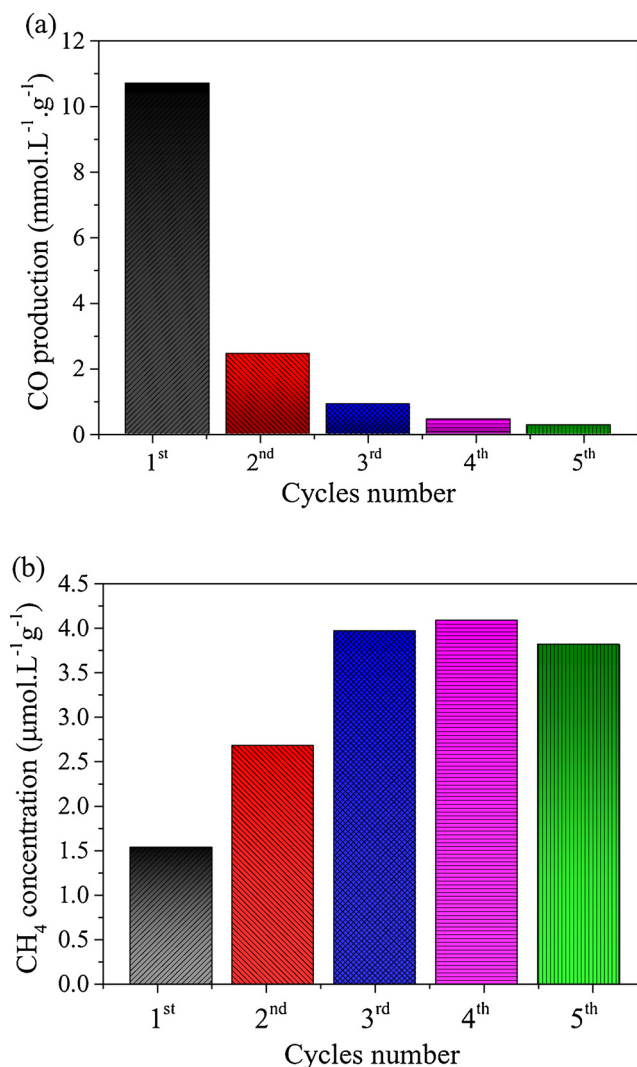 (a)
CO production (mmol.L⁻¹.g⁻¹)
12
10
8
6
4
2
0
1ˢᵗ 2ⁿᵈ 3ʳᵈ 4ᵗʰ 5ᵗʰ
Cycles number
(b)
CH₄ concentration (μmol.L⁻¹g⁻¹)
4.5
4.0
3.5
3.0
2.5
2.0
1.5
1.0
0.5
0.0
1ˢᵗ 2ⁿᵈ 3ʳᵈ 4ᵗʰ 5ᵗʰ
Cycles number